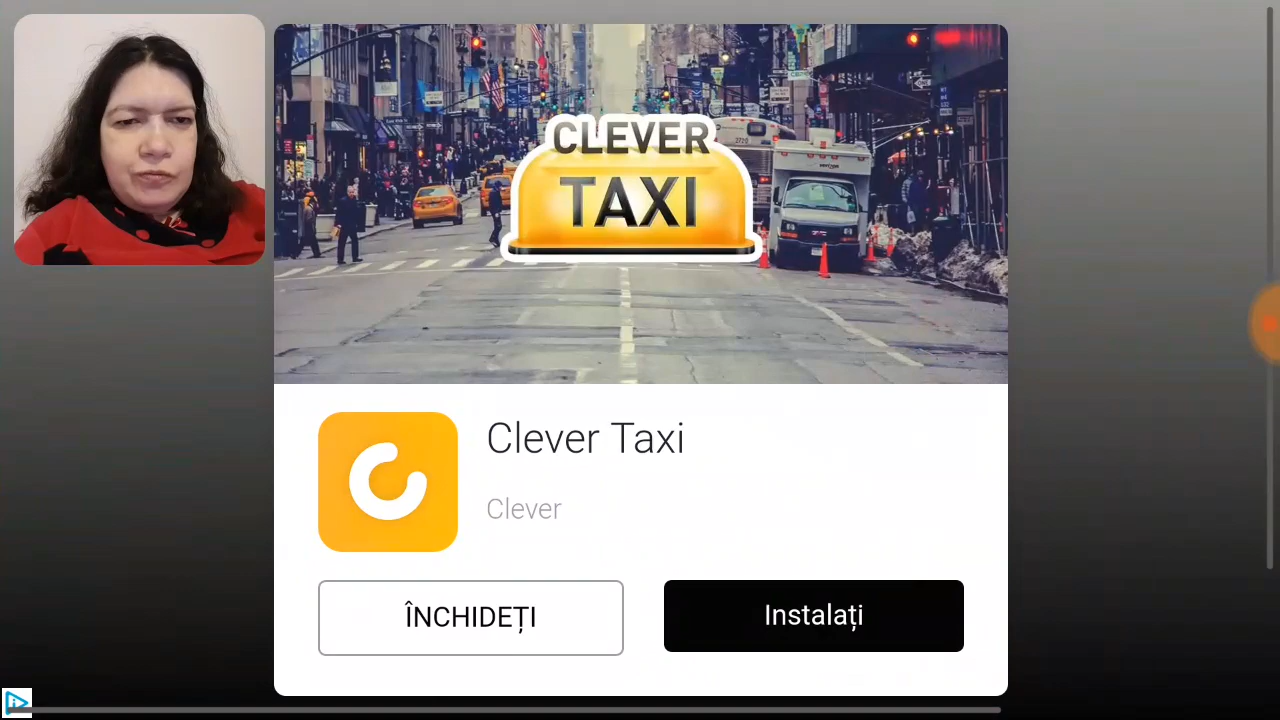 CLEVER
TAXI
Clever Taxi
Clever
ÎNCHIDEȚI
Instalați